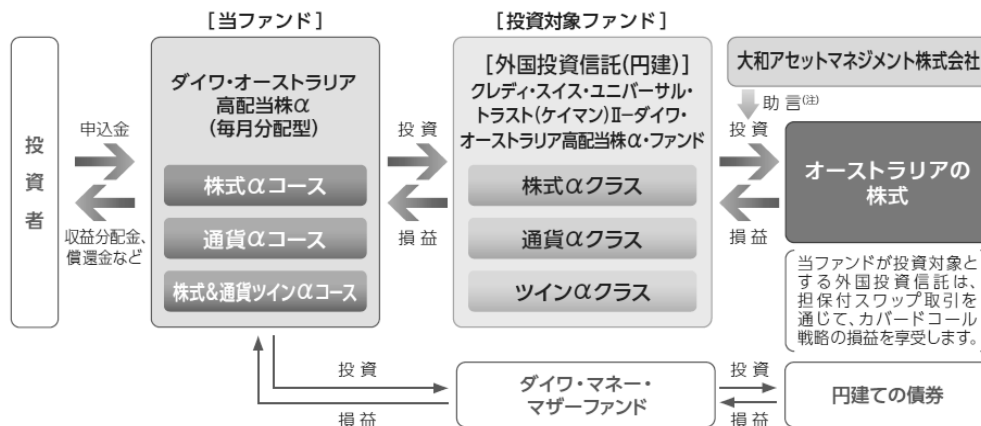 [当ファンド]
[投資対象ファンド]
投資者
申込金
収益分配金、
償還金など
ダイワ・オーストラリア
高配当株α
(毎月分配型)
株式αコース
通貨αコース
株式&通貨ツインαコース
投資
損益
[外国投資信託(円建)]
クレディ・スイス・ユニバーサル・
トラスト(ケイマン)Ⅱ-ダイワ・
オーストラリア高配当株α・ファンド
株式αクラス
通貨αクラス
ツインαクラス
大和アセットマネジメント株式会社
助言(注)
投資
損益
オーストラリアの
株式
当ファンドが投資対象と
する外国投資信託は、
担保付スワップ取引を
通じて、カバードコール
戦略の損益を享受します。
投資
損益
ダイワ・マネー・
マザーファンド
投資
損益
円建ての債券